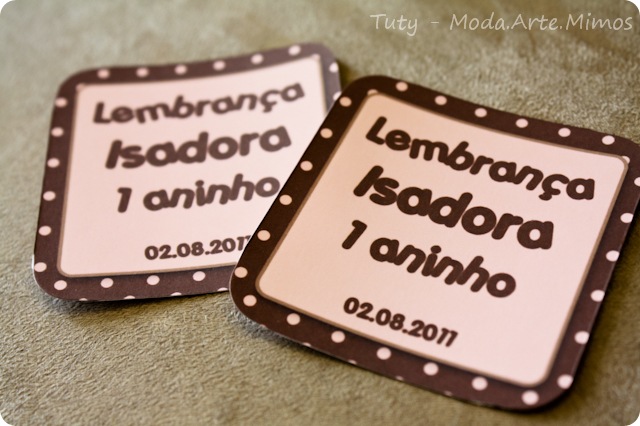 Tuty - Moda.Arte.Mimos
Lembrança
Isadora
1 aninho
02.08.2011
Lembrança
Isadora
1 aninho
02.08.2011